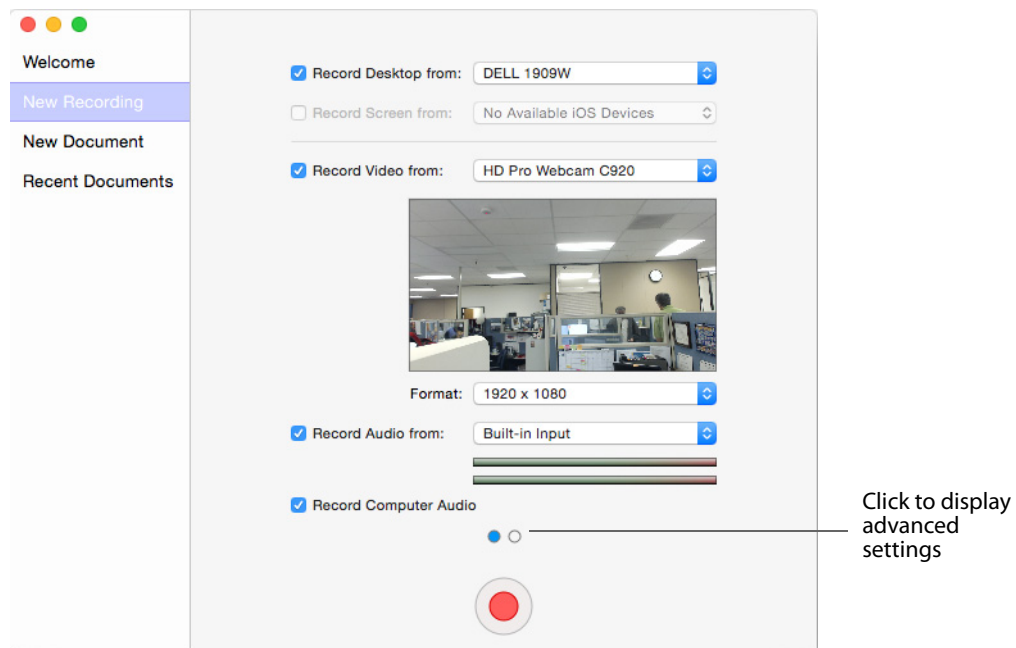 Welcome
New Recording
New Document
Recent Documents
Record Desktop from: DELL 1909W
Record Screen from: No Available iOS Devices
Record Video from: HD Pro Webcam C920
Format: 1920 x 1080
Record Audio from: Built-in Input
Record Computer Audio
Click to display
advanced
settings